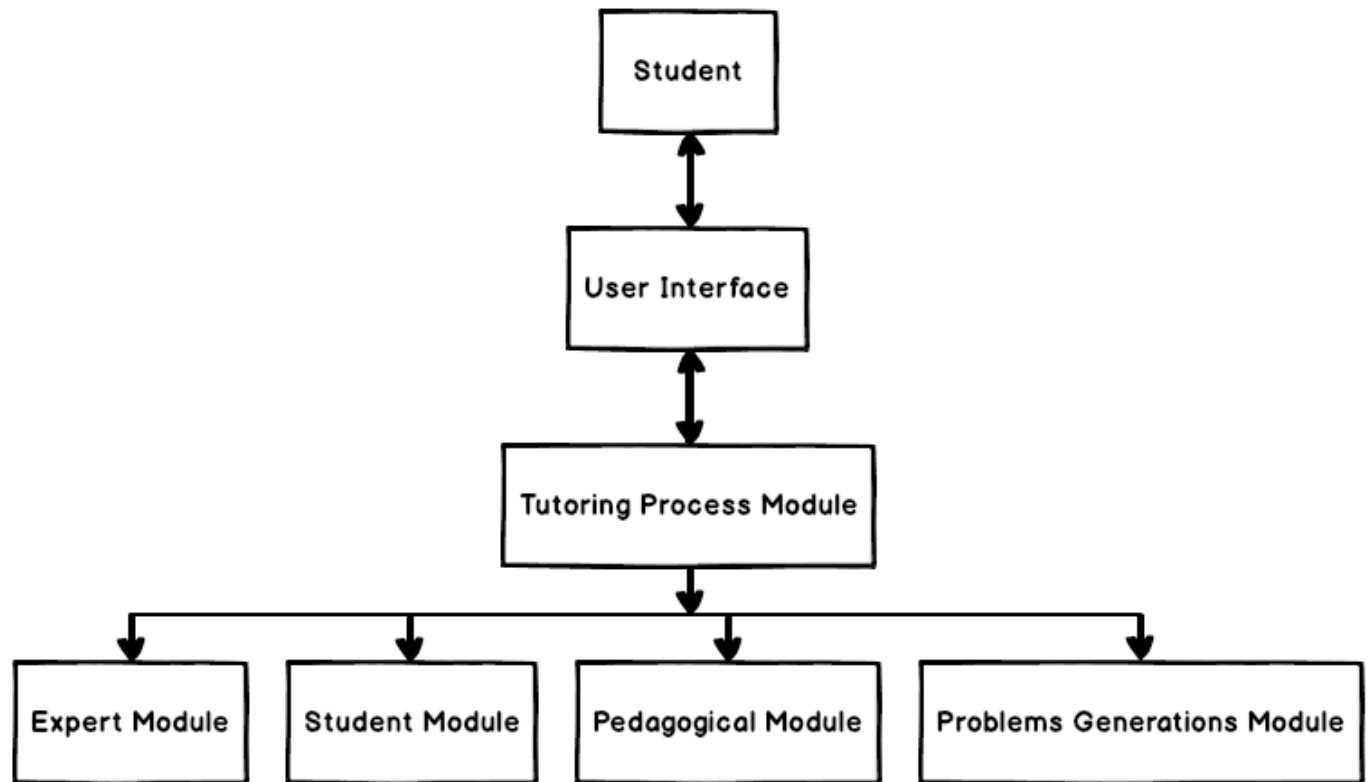 Student
User Interface
Tutoring Process Module
Expert Module
Student Module
Pedagogical Module
Problems Generations Module